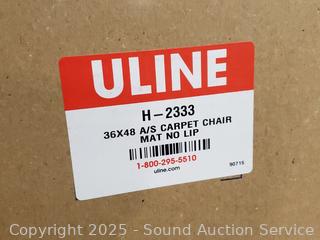 ULINE
H-2333
36X48 A/S CARPET CHAIR
MAT NO LIP
1-800-295-5510
uline.com
90715
Copyright © 2025 - Sound Auction Service